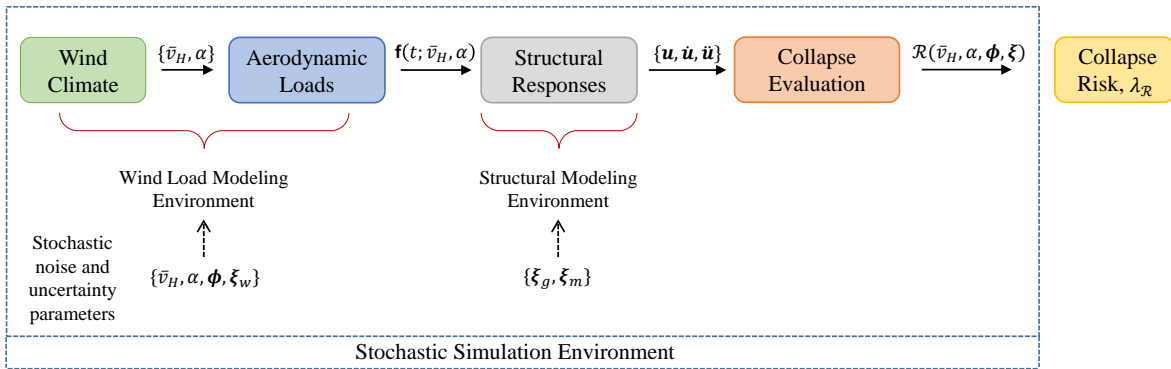 Wind
Climate
{v̄_H, α}
Aerodynamic
Loads
𝐟(t; v̄_H, α)
Structural
Responses
{𝒖, 𝒖̇, 𝒖̈}
Collapse
Evaluation
ℛ(v̄_H, α, 𝝓, 𝝃)
Collapse
Risk, λ_ℛ
Wind Load Modeling
Environment
Structural Modeling
Environment
Stochastic
noise and
uncertainty
parameters
{v̄_H, α, 𝝓, 𝝃_w}
{𝝃_g, 𝝃_m}
Stochastic Simulation Environment